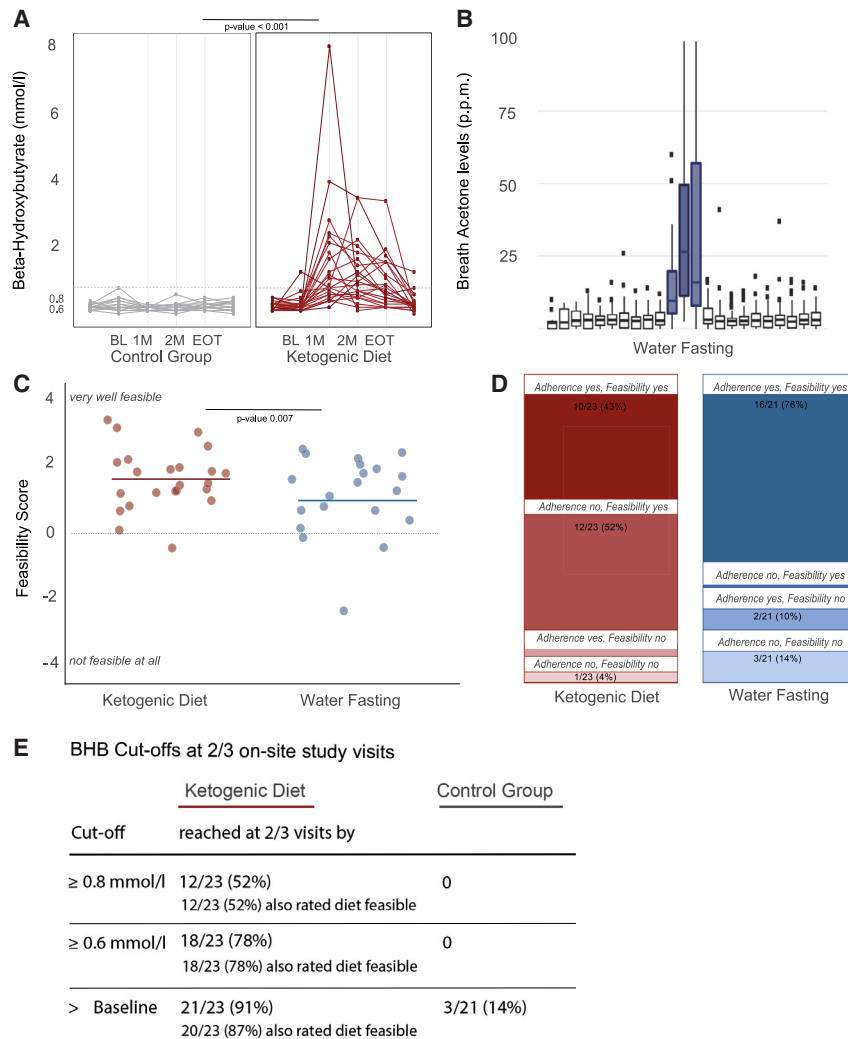 A
p-value < 0.001
Beta-Hydroxybutyrate (mmol/l)
8
6
4
2
0.8
0.6
BL 1M 2M EOT
Control Group
BL 1M 2M EOT
Ketogenic Diet
B
Breath Acetone levels (p.p.m.)
100
75
50
25
Water Fasting
C
Feasibility Score
4
2
0
-2
-4
very well feasible
p-value 0.007
not feasible at all
Ketogenic Diet
Water Fasting
D
Adherence yes, Feasibility yes
10/23 (43%)
Adherence no, Feasibility yes
12/23 (52%)
Adherence yes, Feasibility no
Adherence no, Feasibility no
1/23 (4%)
Ketogenic Diet
Adherence yes, Feasibility yes
16/21 (76%)
Adherence no, Feasibility yes
Adherence yes, Feasibility no
2/21 (10%)
Adherence no, Feasibility no
3/21 (14%)
Water Fasting
E
BHB Cut-offs at 2/3 on-site study visits
Ketogenic Diet Control Group
Cut-off reached at 2/3 visits by
≥ 0.8 mmol/l 12/23 (52%) 0
12/23 (52%) also rated diet feasible
≥ 0.6 mmol/l 18/23 (78%) 0
18/23 (78%) also rated diet feasible
> Baseline 21/23 (91%) 3/21 (14%)
20/23 (87%) also rated diet feasible